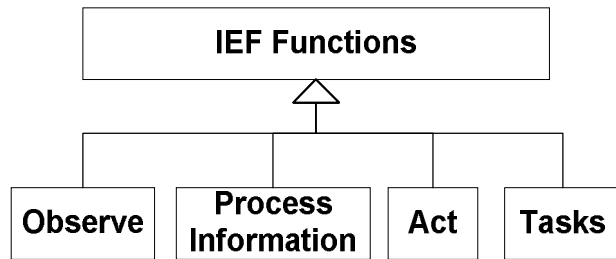 IEF Functions
Observe
Process
Information
Act
Tasks